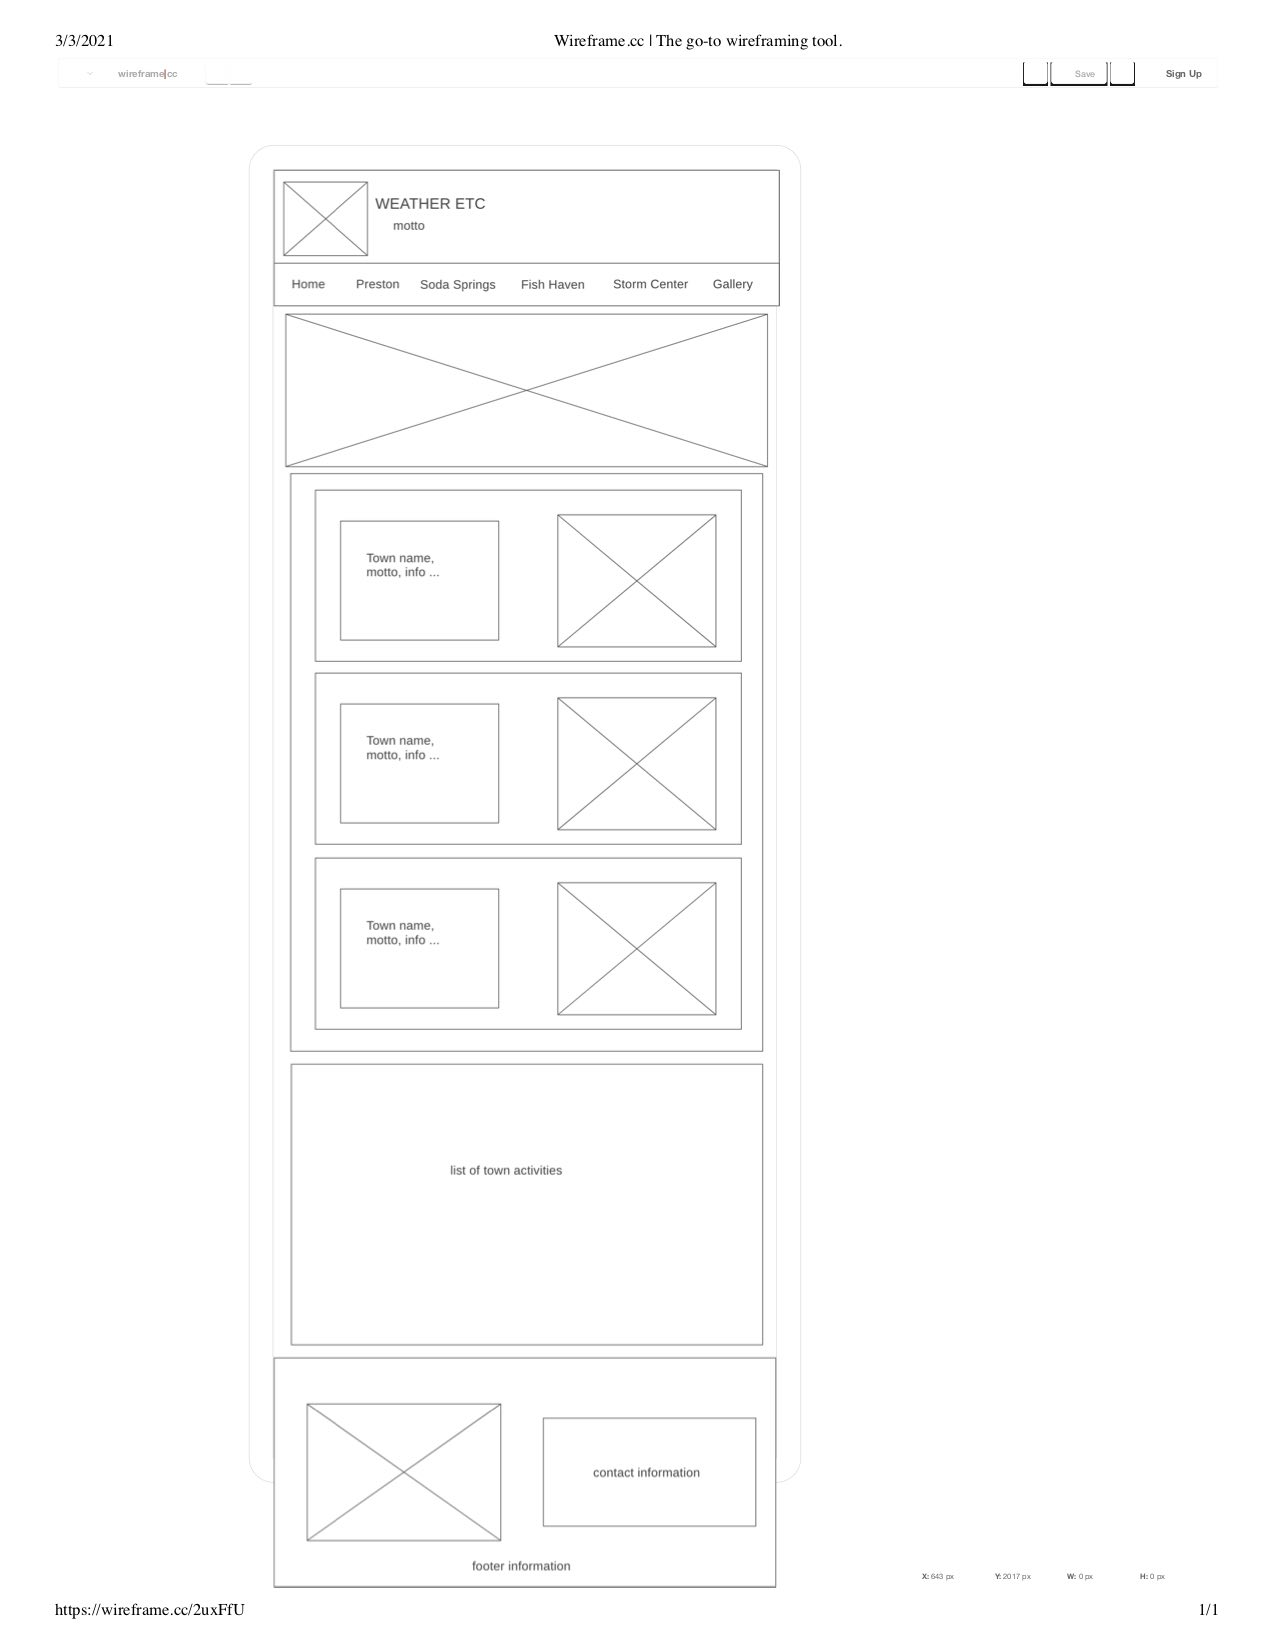 3/3/2021
Wireframe.cc | The go-to wireframing tool.
wireframe|cc
Save
Sign Up
WEATHER ETC
motto
Home Preston Soda Springs Fish Haven Storm Center Gallery
Town name,
motto, info ...
Town name,
motto, info ...
Town name,
motto, info ...
list of town activities
contact information
footer information
X: 643 px Y: 2017 px W: 0 px H: 0 px
https://wireframe.cc/2uxFfU
1/1